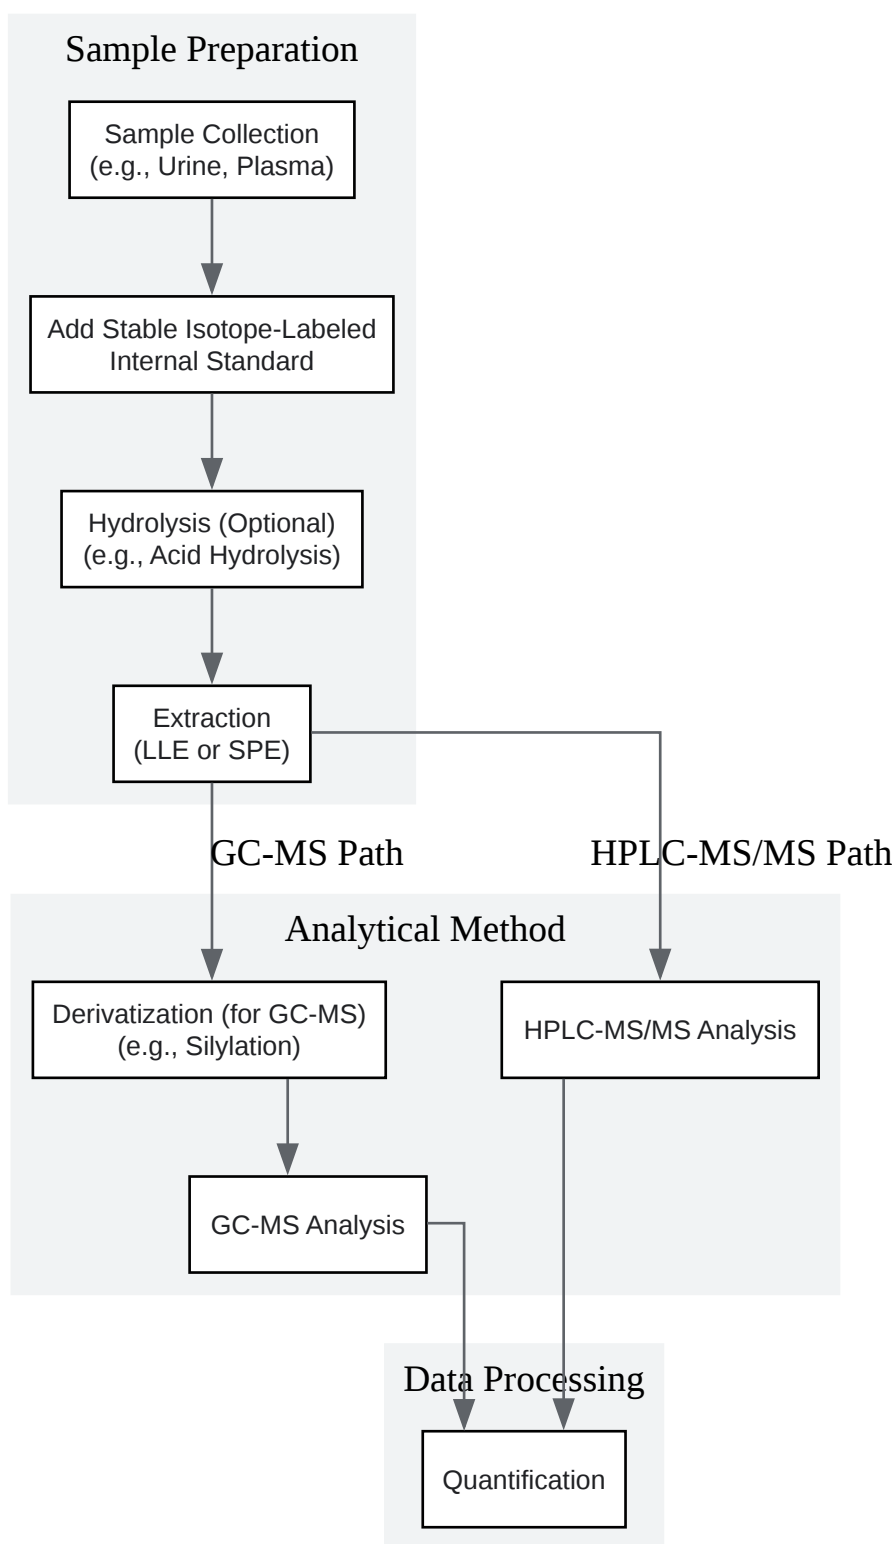 Sample Preparation
Sample Collection
(e.g., Urine, Plasma)
Add Stable Isotope-Labeled
Internal Standard
Hydrolysis (Optional)
(e.g., Acid Hydrolysis)
Extraction
(LLE or SPE)
GC-MS Path
HPLC-MS/MS Path
Analytical Method
Derivatization (for GC-MS)
(e.g., Silylation)
HPLC-MS/MS Analysis
GC-MS Analysis
Data Processing
Quantification